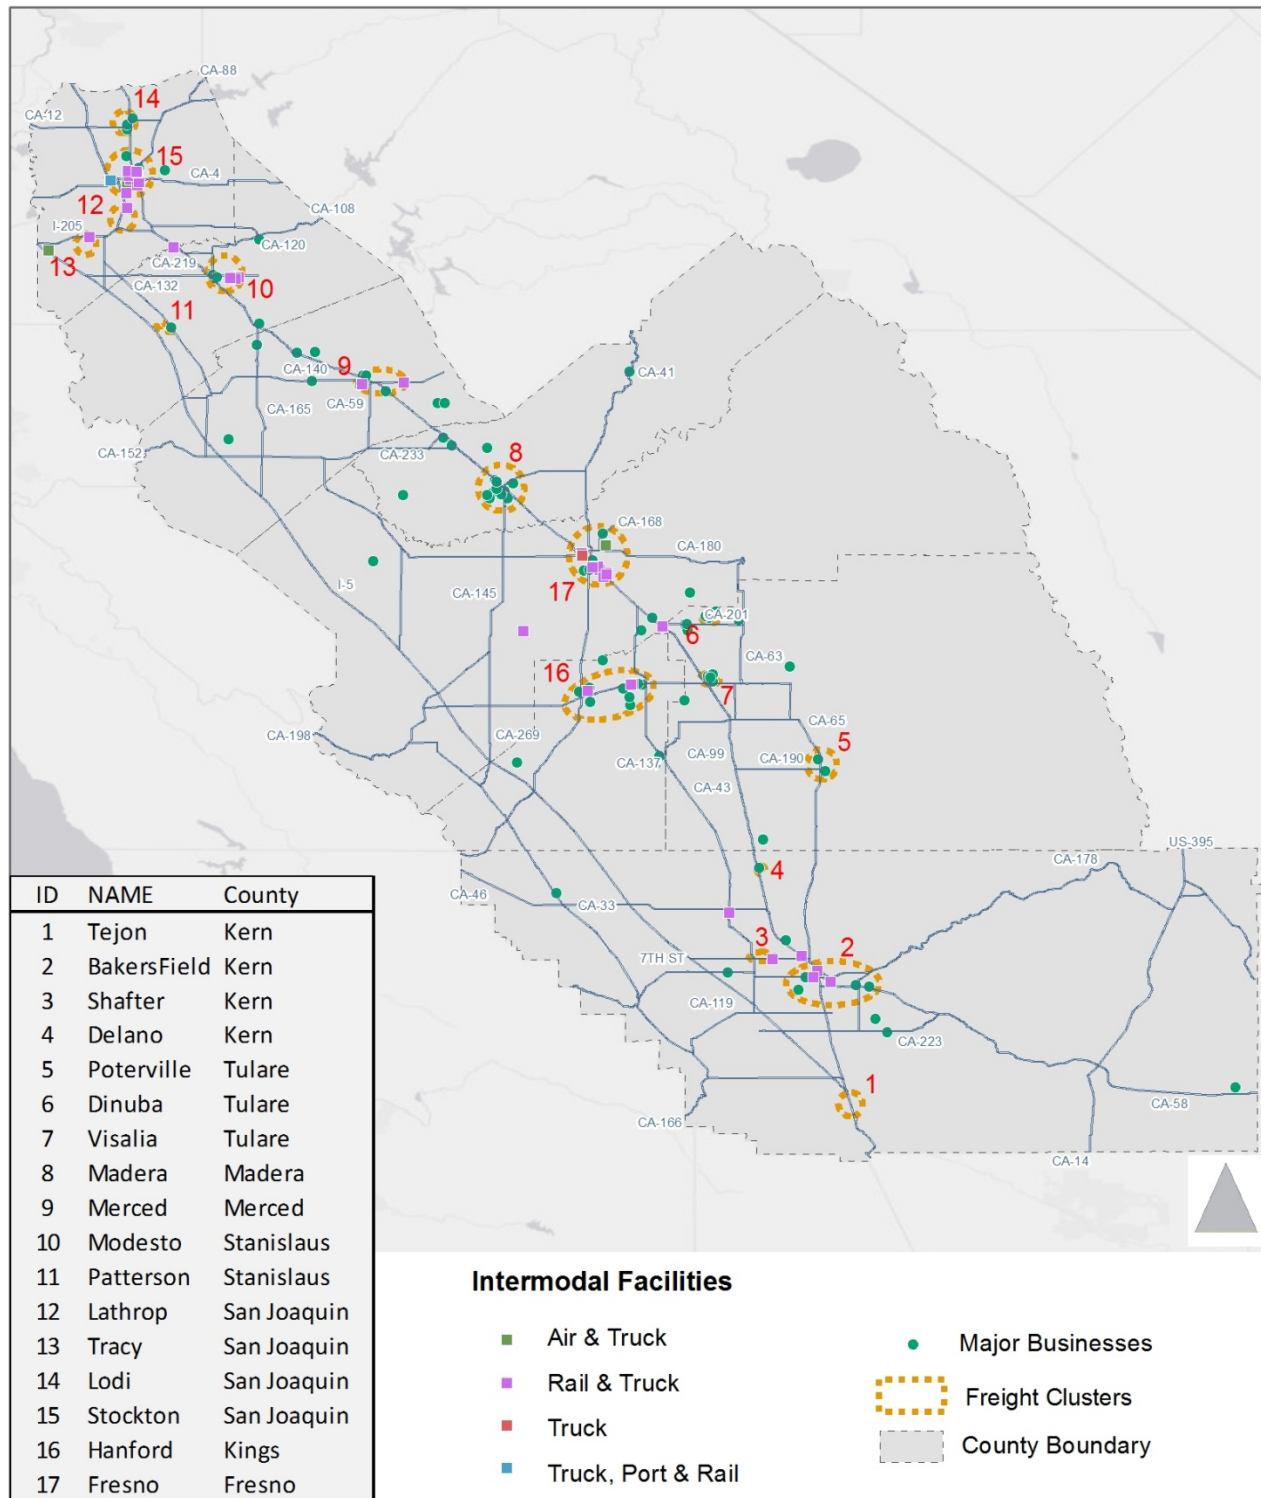 CA-88
14
CA-12
15
CA-4
12
CA-108
I-205
CA-120
13
CA-219
10
CA-132
11
9
CA-140
CA-41
CA-59
CA-165
8
CA-152
CA-233
CA-168
CA-180
17
I-5
CA-145
CA-201
6
CA-63
16
7
CA-65
CA-198
CA-269
5
CA-99
CA-190
CA-137
CA-43
US-395
CA-178
4
CA-46
CA-33
3
2
7TH ST
CA-119
CA-223
1
CA-58
CA-166
CA-14
ID NAME County
1 Tejon Kern
2 BakersField Kern
3 Shafter Kern
4 Delano Kern
5 Poterville Tulare
6 Dinuba Tulare
7 Visalia Tulare
8 Madera Madera
9 Merced Merced
10 Modesto Stanislaus
11 Patterson Stanislaus
12 Lathrop San Joaquin
13 Tracy San Joaquin
14 Lodi San Joaquin
15 Stockton San Joaquin
16 Hanford Kings
17 Fresno Fresno
Intermodal Facilities
Air & Truck
Rail & Truck
Truck
Truck, Port & Rail
Major Businesses
Freight Clusters
County Boundary